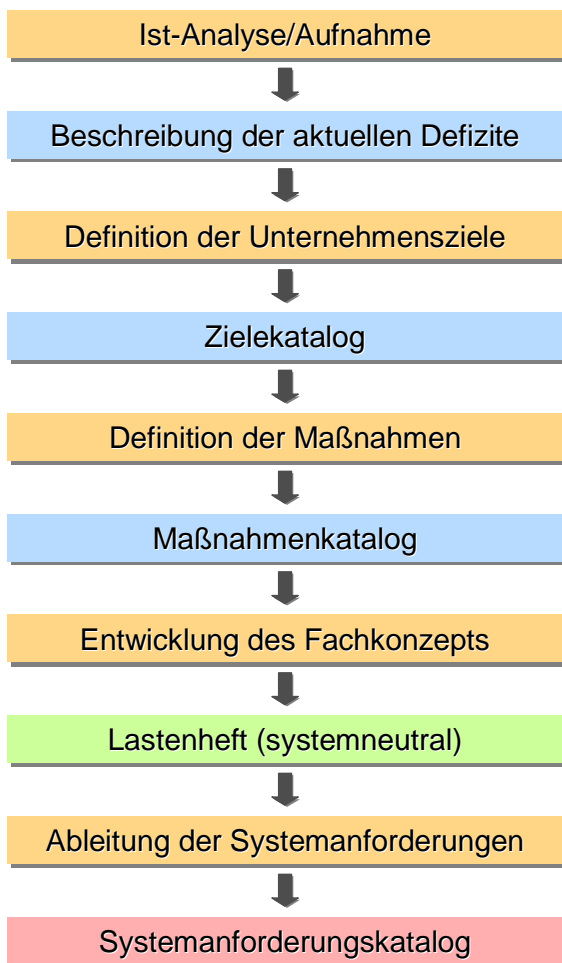 Ist-Analyse/Aufnahme
Beschreibung der aktuellen Defizite
Definition der Unternehmensziele
Zielekatalog
Definition der Maßnahmen
Maßnahmenkatalog
Entwicklung des Fachkonzepts
Lastenheft (systemneutral)
Ableitung der Systemanforderungen
Systemanforderungskatalog